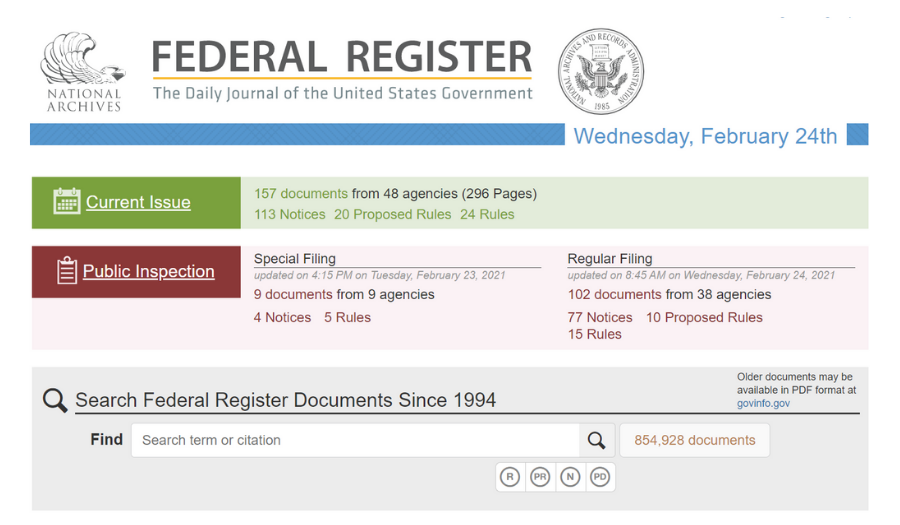 NATIONAL
ARCHIVES
FEDERAL REGISTER
The Daily Journal of the United States Government
NATIONAL ARCHIVES AND RECORDS ADMINISTRATION
1985
Wednesday, February 24th
Current Issue
157 documents from 48 agencies (296 Pages)
113 Notices 20 Proposed Rules 24 Rules
Public Inspection
Special Filing
updated on 4:15 PM on Tuesday, February 23, 2021
9 documents from 9 agencies
4 Notices 5 Rules
Regular Filing
updated on 8:45 AM on Wednesday, February 24, 2021
102 documents from 38 agencies
77 Notices 10 Proposed Rules
15 Rules
Older documents may be
available in PDF format at
govinfo.gov
Search Federal Register Documents Since 1994
Find Search term or citation 854,928 documents
R PR N PD